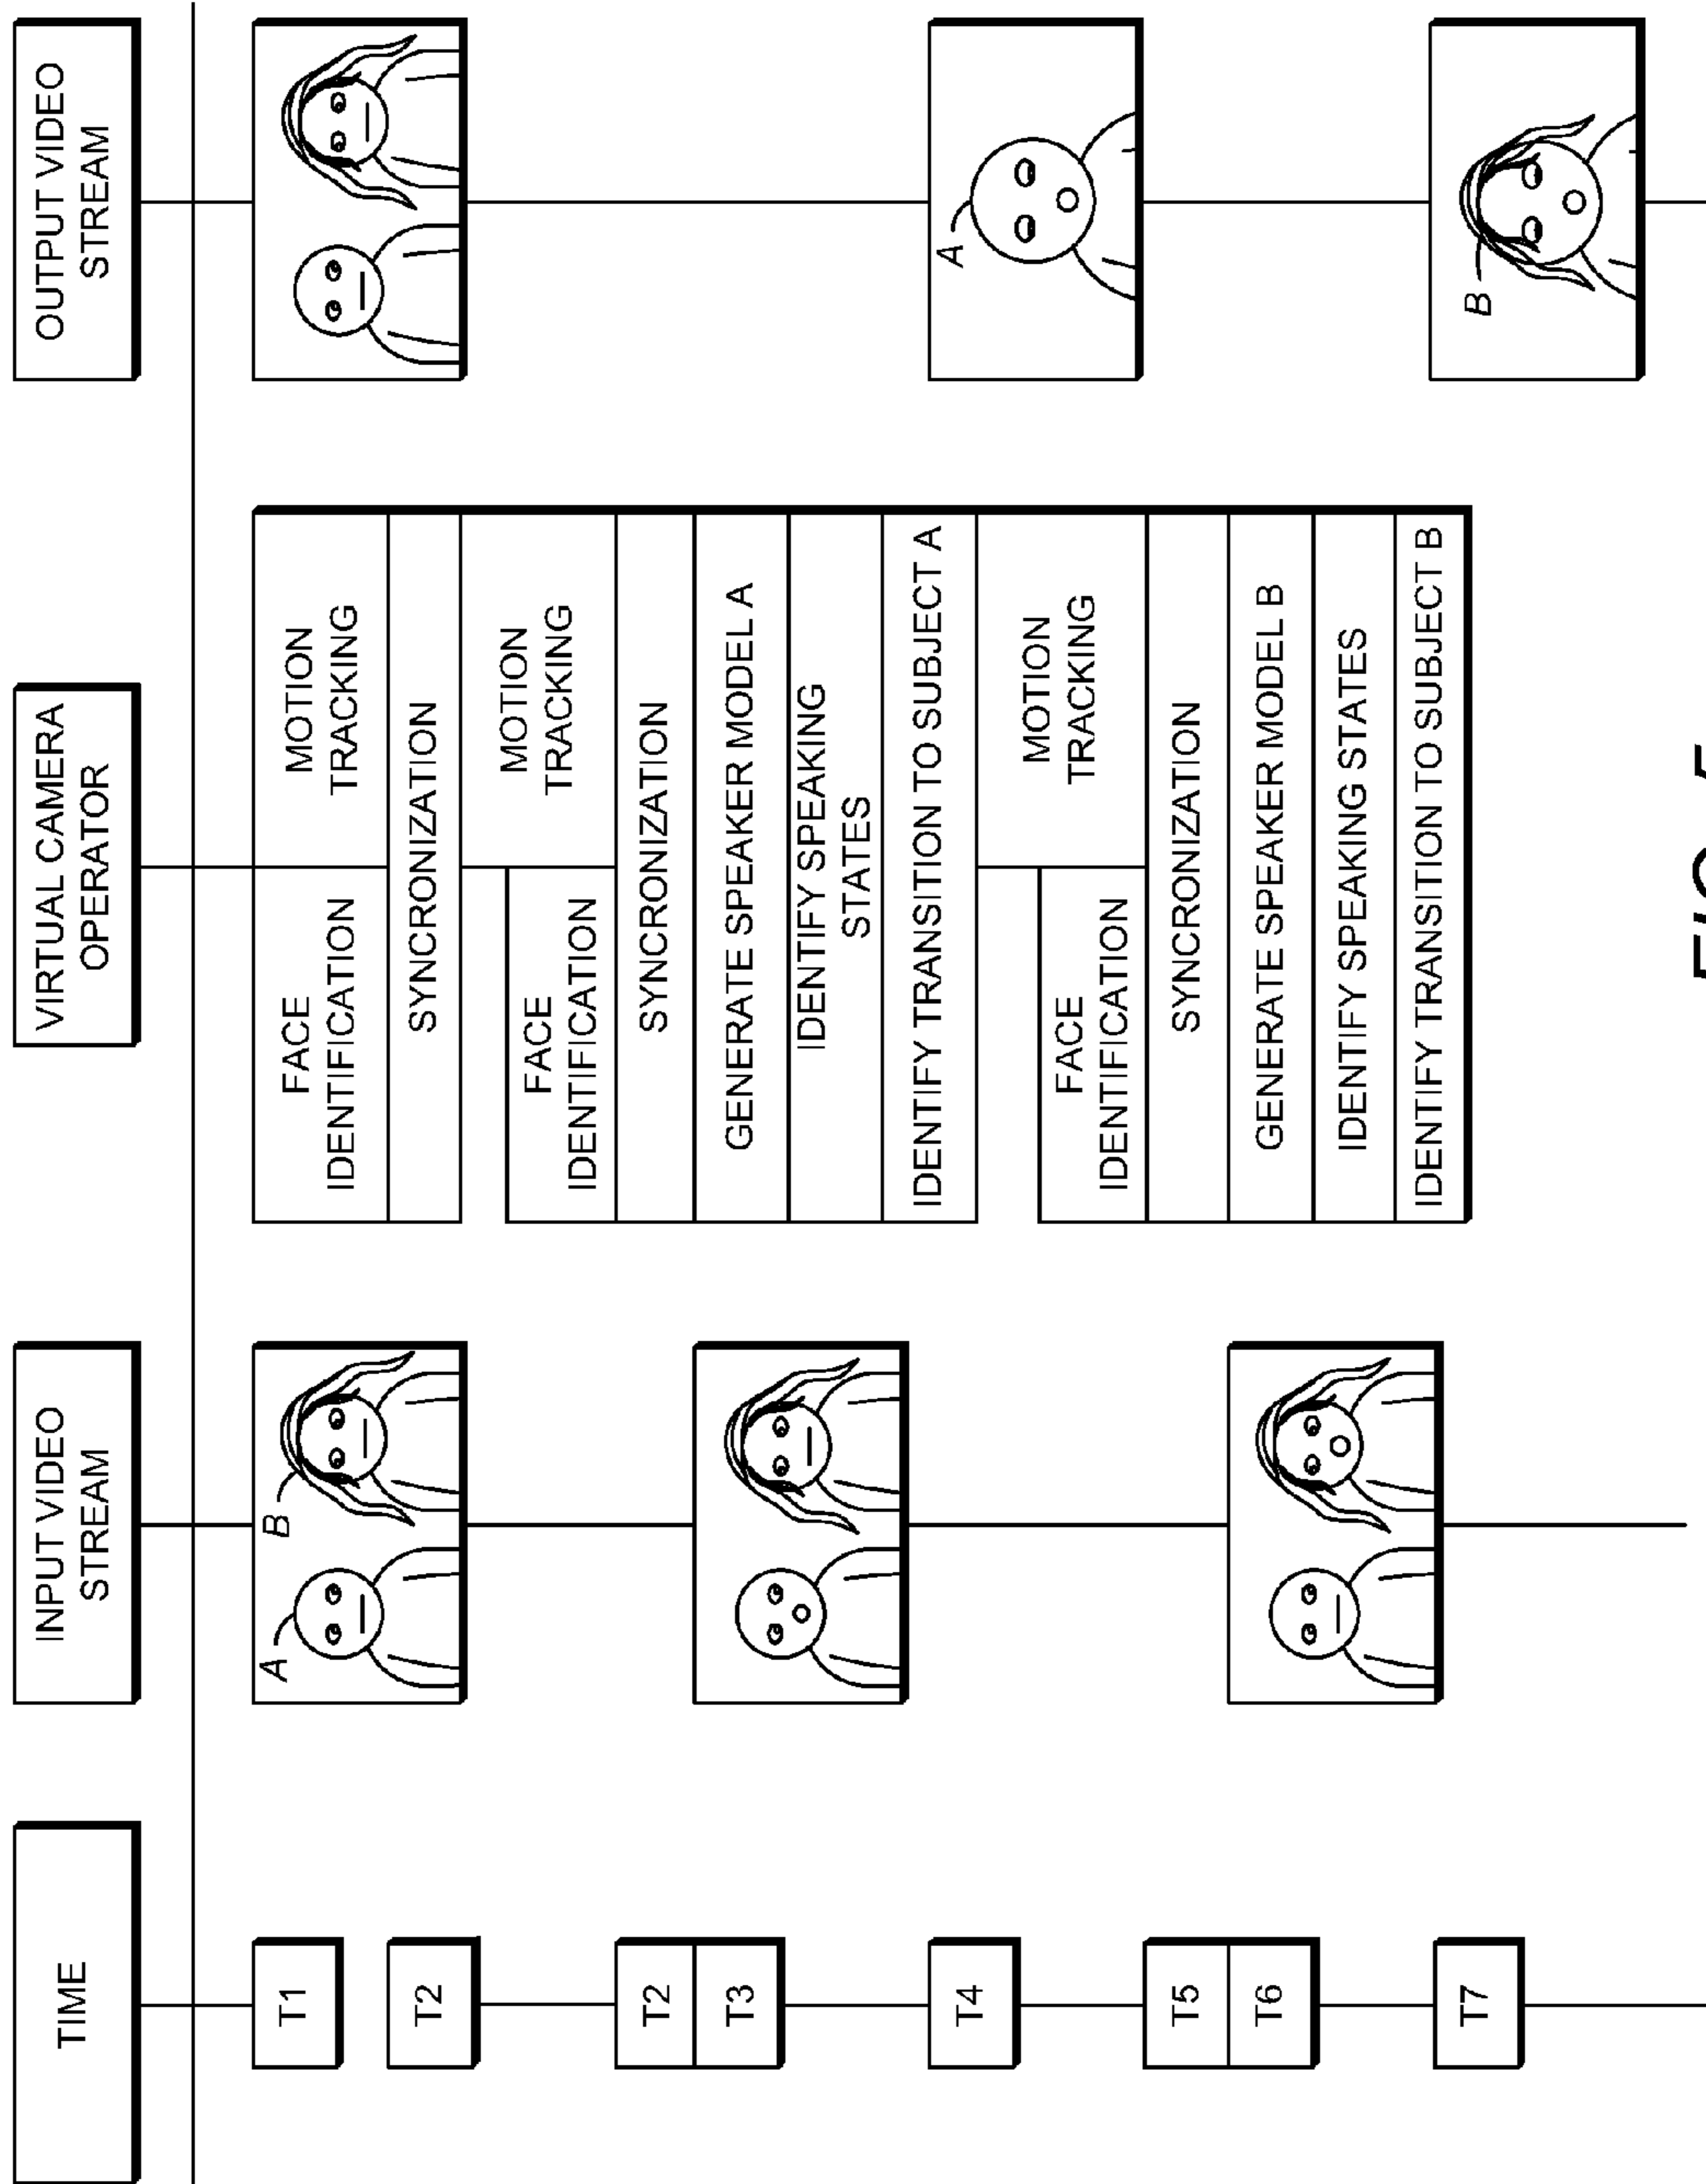 TIME
INPUT VIDEO
STREAM
VIRTUAL CAMERA
OPERATOR
OUTPUT VIDEO
STREAM
T1
T2
T2
T3
T4
T5
T6
T7
A
B
FACE
IDENTIFICATION
MOTION
TRACKING
SYNCRONIZATION
FACE
IDENTIFICATION
MOTION
TRACKING
SYNCRONIZATION
GENERATE SPEAKER MODEL A
IDENTIFY SPEAKING
STATES
IDENTIFY TRANSITION TO SUBJECT A
FACE
IDENTIFICATION
MOTION
TRACKING
SYNCRONIZATION
GENERATE SPEAKER MODEL B
IDENTIFY SPEAKING STATES
IDENTIFY TRANSITION TO SUBJECT B
A
B